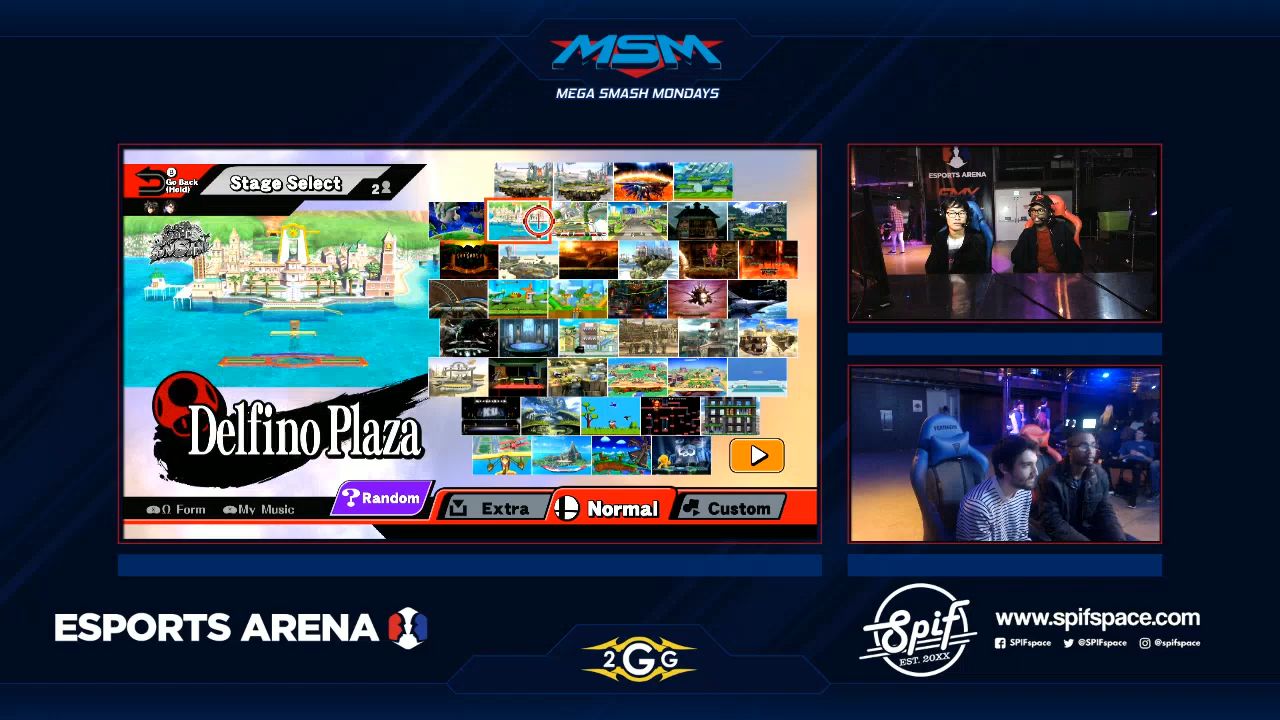 MSM
MEGA SMASH MONDAYS
B
Go Back
(Hold)
Stage Select
2
ESPORTS ARENA
Delfino Plaza
? Random
Extra
Normal
Custom
Ω Form
My Music
ESPORTS ARENA
2GG
Spif
EST. 20XX
www.spifspace.com
SPIFspace
@SPIFspace
@spifspace